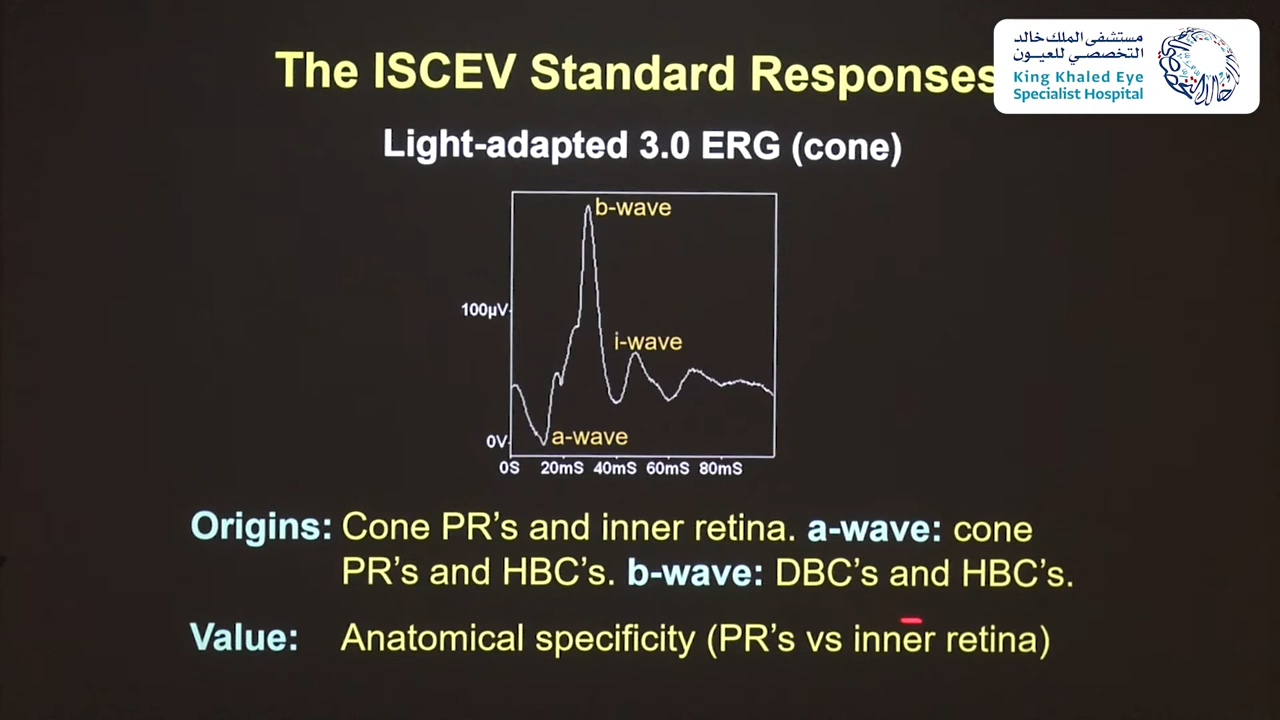 The ISCEV Standard Responses
مستشفى الملك خالد
التخصصي للعيون
King Khaled Eye
Specialist Hospital
Light-adapted 3.0 ERG (cone)
b-wave
100µV
i-wave
0V
a-wave
0S 20mS 40mS 60mS 80mS
Origins: Cone PR's and inner retina. a-wave: cone
PR's and HBC's. b-wave: DBC's and HBC's.
Value: Anatomical specificity (PR's vs inner retina)